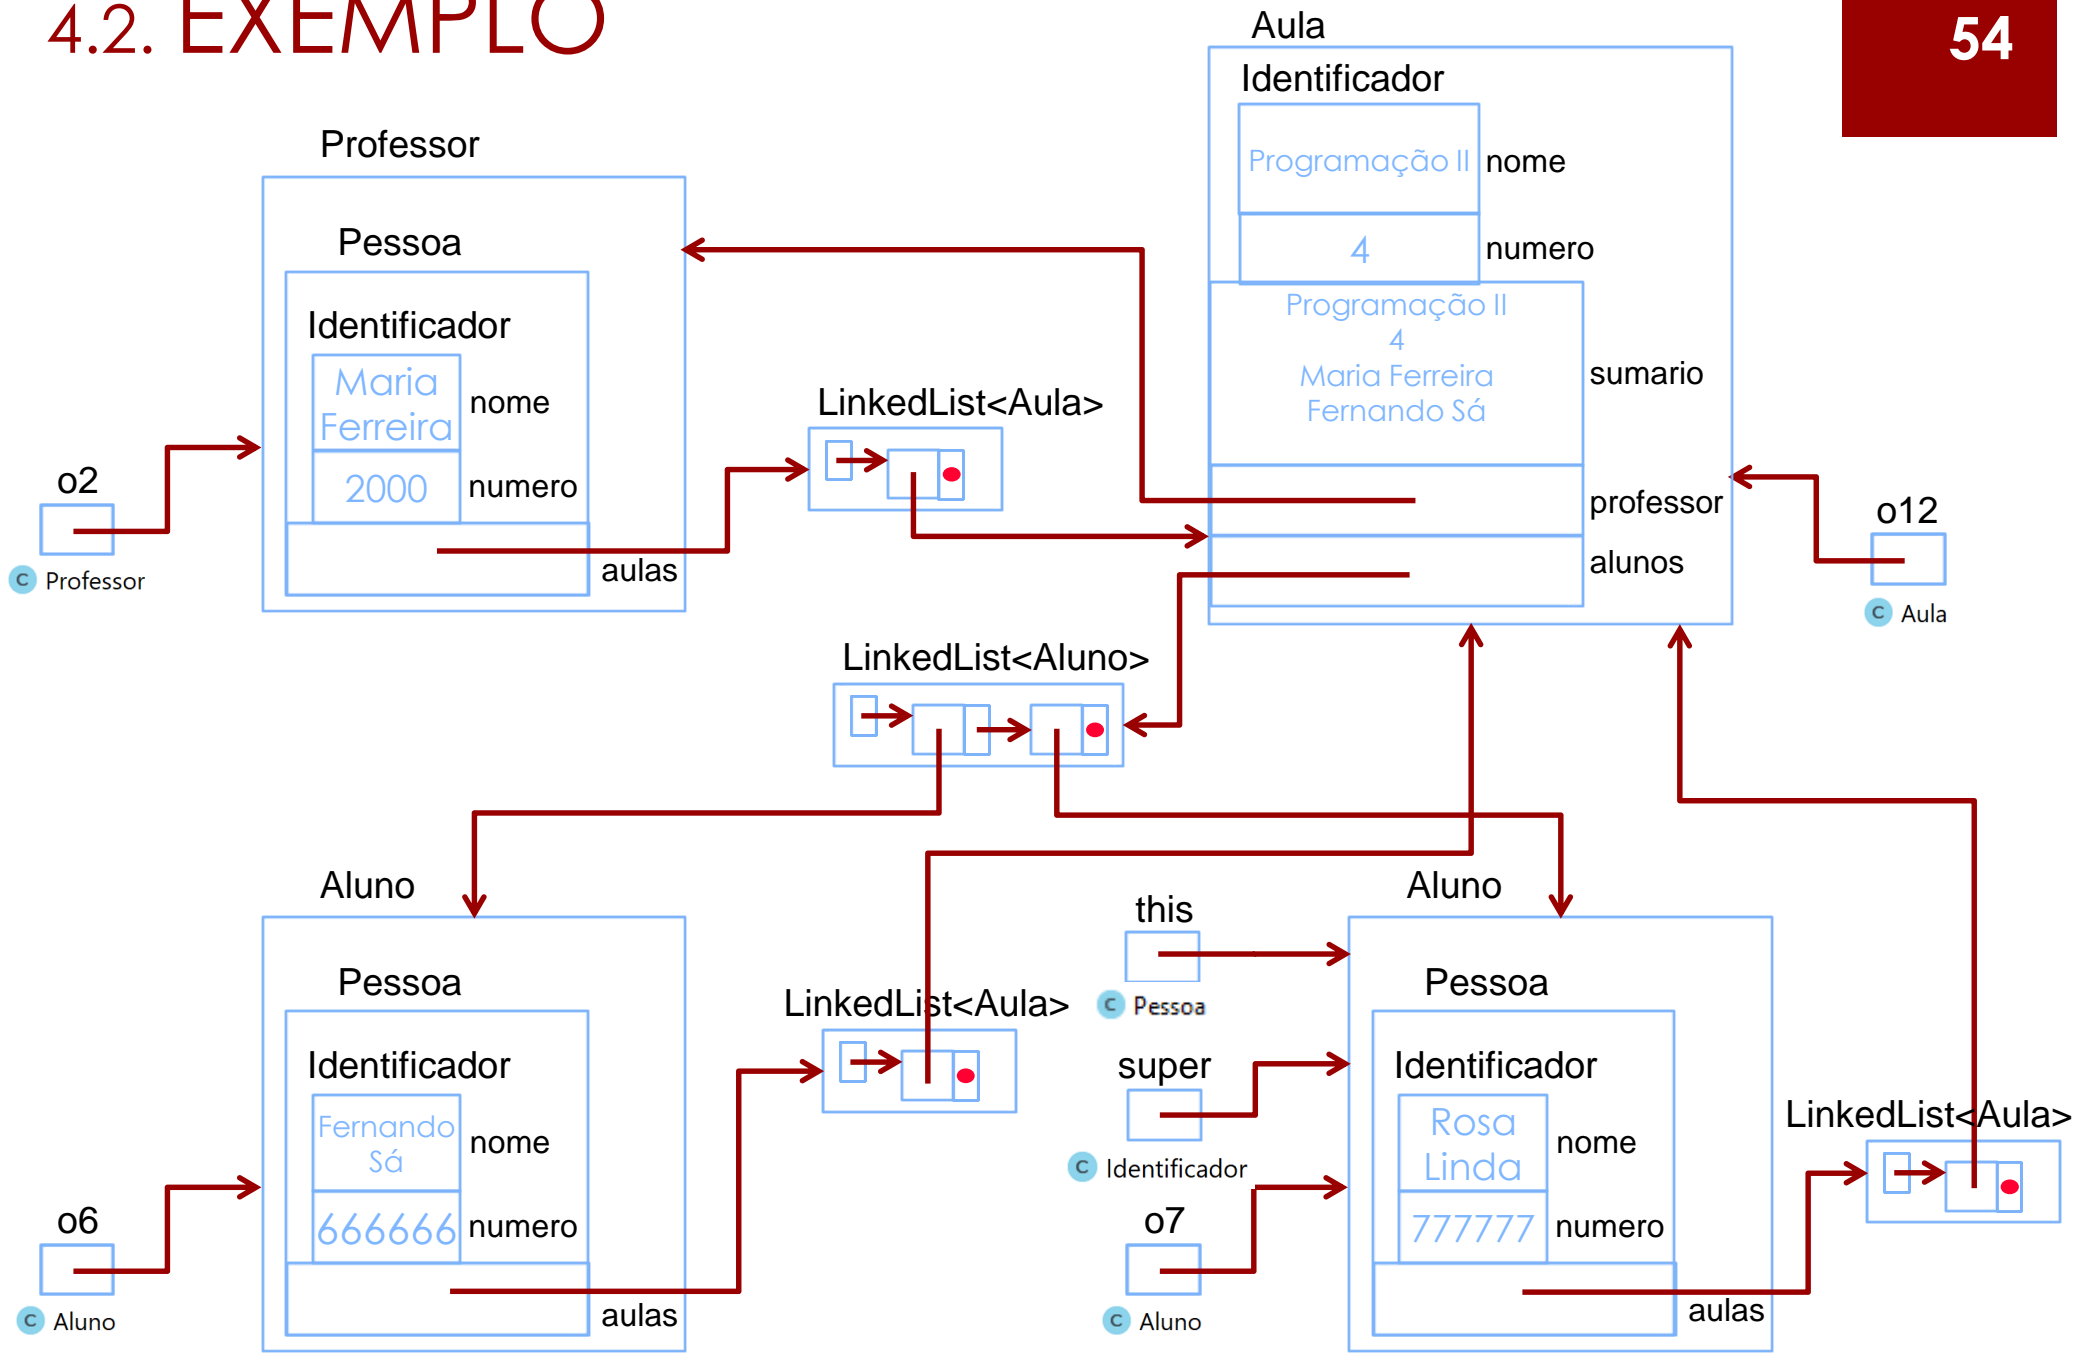 4.2. EXEMPLO
54
Aula
Identificador
Programação II
nome
4
numero
Programação II
4
Maria Ferreira
Fernando Sá
sumario
professor
alunos
o12
C Aula
Professor
Pessoa
Identificador
Maria
Ferreira
nome
2000
numero
aulas
o2
C Professor
LinkedList<Aula>
LinkedList<Aluno>
Aluno
Pessoa
Identificador
Fernando
Sá
nome
666666
numero
aulas
o6
C Aluno
LinkedList<Aula>
this
C Pessoa
super
C Identificador
o7
C Aluno
Aluno
Pessoa
Identificador
Rosa
Linda
nome
777777
numero
aulas
LinkedList<Aula>